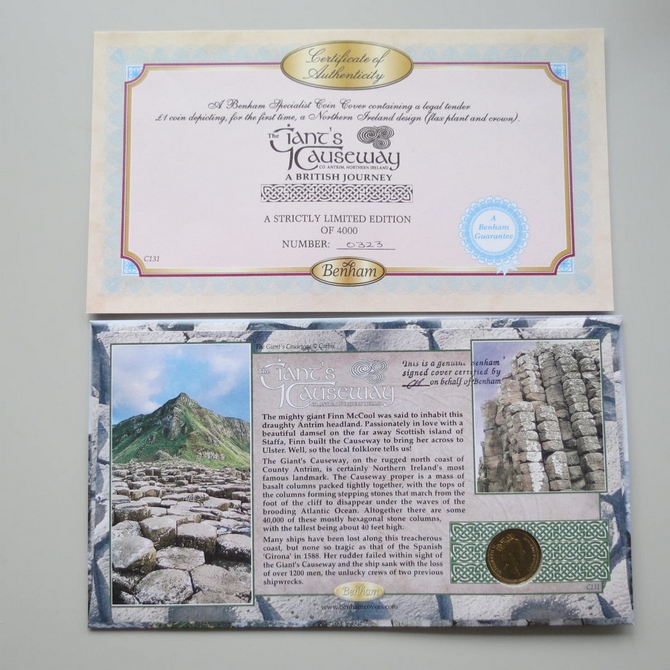 Certificate of
Authenticity
A Benham Specialist Coin Cover containing a legal tender
£1 coin depicting, for the first time, a Northern Ireland design (flax plant and crown).
The Giant's
Causeway
CO. ANTRIM, NORTHERN IRELAND
A BRITISH JOURNEY
A STRICTLY LIMITED EDITION
OF 4000
NUMBER: 0323
A
Benham
Guarantee
C131
Benham
The Giant's Causeway © Corbis
The Giant's
Causeway
This is a genuine Benham
signed cover certified by
on behalf of Benham
The mighty giant Finn McCool was said to inhabit this
draughty Antrim headland. Passionately in love with a
beautiful damsel on the far away Scottish island of
Staffa, Finn built the Causeway to bring her across to
Ulster. Well, so the local folklore tells us!
The Giant's Causeway, on the rugged north coast of
County Antrim, is certainly Northern Ireland's most
famous landmark. The Causeway proper is a mass of
basalt columns packed tightly together, with the tops of
the columns forming stepping stones that march from the
foot of the cliff to disappear under the waves of the
brooding Atlantic Ocean. Altogether there are some
40,000 of these mostly hexagonal stone columns,
with the tallest being about 40 feet high.
Many ships have been lost along this treacherous
coast, but none so tragic as that of the Spanish
'Girona' in 1588. Her rudder failed within sight of
the Giant's Causeway and the ship sank with the loss
of over 1200 men, the unlucky crews of two previous
shipwrecks.
C131
Benham
www.benhamcovers.com